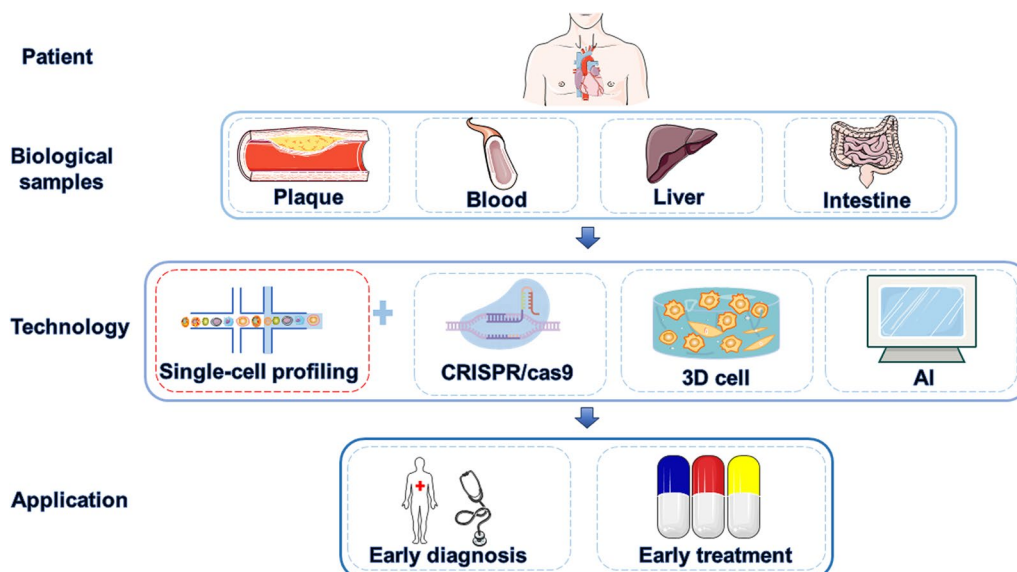 Patient
Biological
samples
Plaque
Blood
Liver
Intestine
Technology
+
Single-cell profiling
CRISPR/cas9
3D cell
AI
Application
Early diagnosis
Early treatment